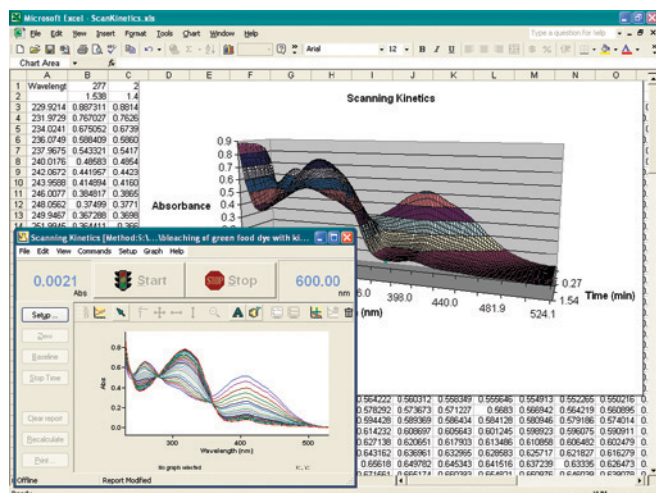 Microsoft Excel - ScanKinetics.xls
File Edit View Insert Format Tools Chart Window Help
Type a question for help
Arial 12 B I U
Chart Area fx
A B C D E F G H I J K L M N O
1 Wavelengt 277 2
2 1.538 1.4
3 229.9214 0.887311 0.8814
4 231.9729 0.767027 0.7626
5 234.0241 0.675052 0.6739
6 236.0749 0.588409 0.5860
7 237.9675 0.543321 0.5417
8 240.0176 0.48583 0.4854
9 242.0672 0.441957 0.4423
10 243.9588 0.414894 0.4160
11 246.0077 0.384817 0.3865
12 248.0562 0.37499 0.3771
13 249.9467 0.367288 0.3698
14 251.9945 0.364411 0.366
Scanning Kinetics
0.9
0.8
0.7
0.6
0.5
0.4
0.3
Absorbance
398.0
440.0
481.9
524.1
0.27
1.54
Time (min)
(nm)
Scanning Kinetics [Method:S:\...\bleaching of green food dye with ki...
File Edit View Commands Setup Graph Help
0.0021
Abs
Start
STOP
Stop
600.00
nm
Setup...
Zero
Baseline
Stop Time
Clear report
Recalculate
Print...
Abs
0.8
0.6
0.4
0.2
0.0
300 400 500
Wavelength (nm)
No graph selected
Offline Report Modified
0.564222 0.560312 0.558349 0.555646 0.554913 0.552265 0.550216
0.578292 0.573673 0.571227 0.5683 0.566942 0.564219 0.560895
0.594428 0.589369 0.586434 0.584128 0.580946 0.579186 0.574014
0.614232 0.608697 0.605643 0.601245 0.598923 0.596075 0.590911
0.627138 0.620651 0.617903 0.613486 0.610858 0.606482 0.602479
0.643162 0.636961 0.632965 0.628583 0.625717 0.621827 0.616279
0.65618 0.649782 0.645343 0.641516 0.637239 0.63335 0.626473
Ready